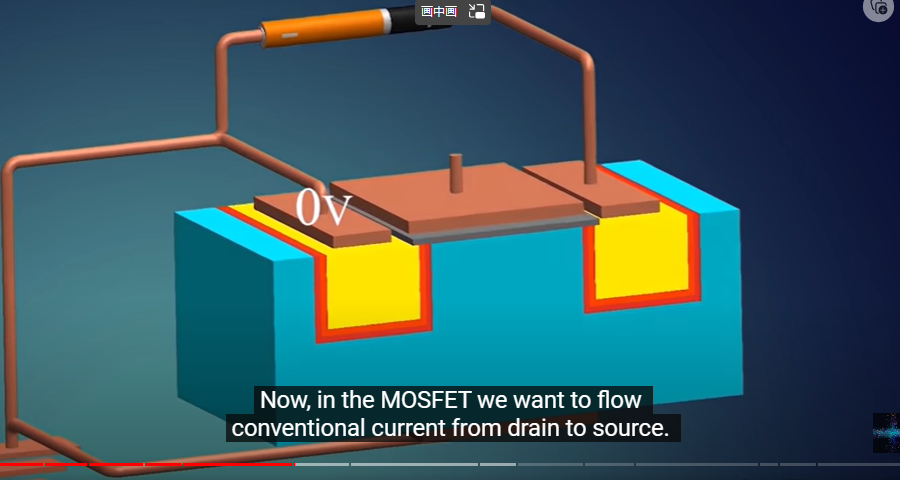 画中画
0v
Now, in the MOSFET we want to flow
conventional current from drain to source.